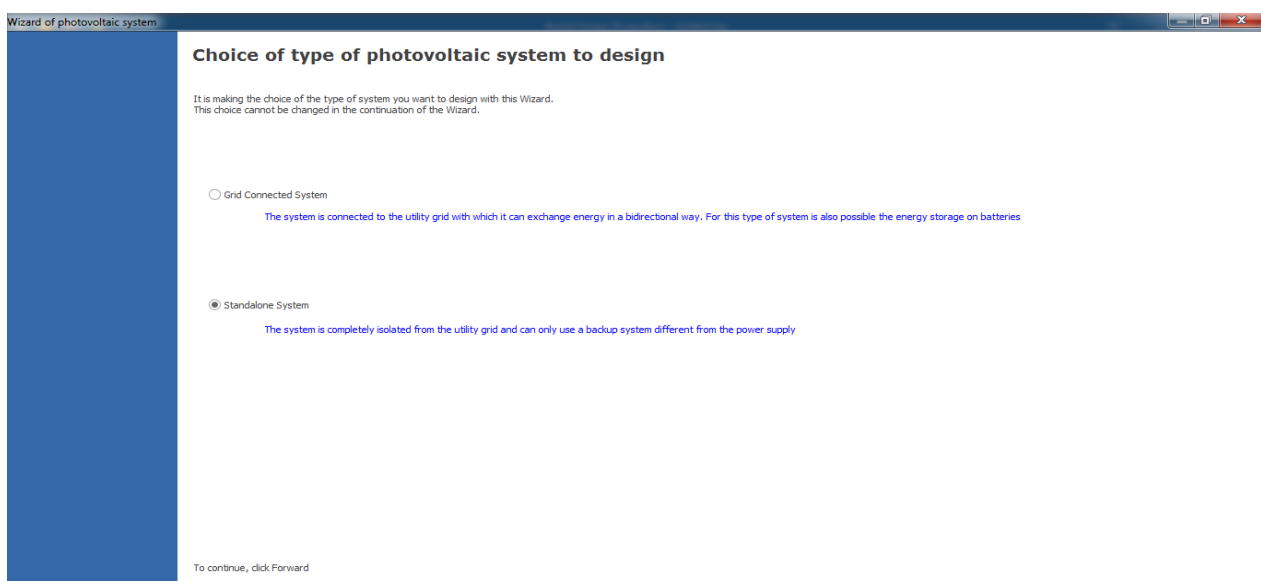 Wizard of photovoltaic system
Choice of type of photovoltaic system to design
It is making the choice of the type of system you want to design with this Wizard.
This choice cannot be changed in the continuation of the Wizard.
Grid Connected System
The system is connected to the utility grid with which it can exchange energy in a bidirectional way. For this type of system is also possible the energy storage on batteries
Standalone System
The system is completely isolated from the utility grid and can only use a backup system different from the power supply
To continue, click Forward